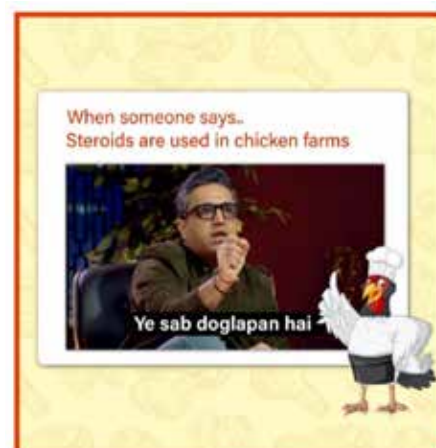 When someone says..
Steroids are used in chicken farms
Ye sab doglapan hai